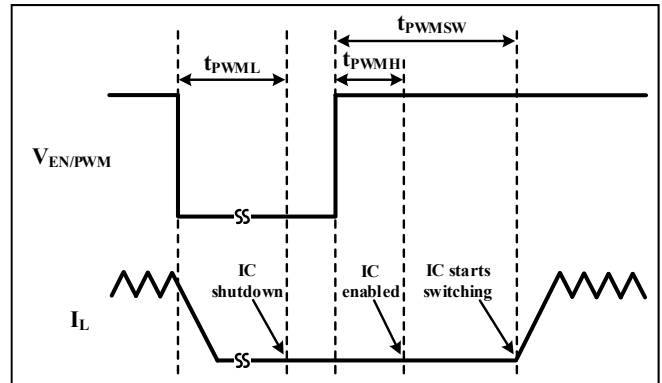 tPWMSW
tPWML
tPWMH
VEN/PWM
IC
shutdown
IC
enabled
IC starts
switching
IL